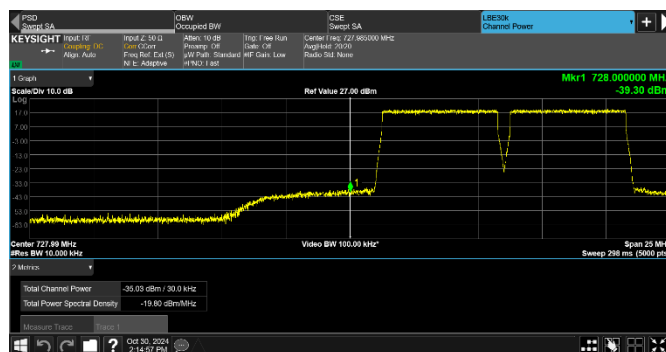 PSD
Swept SA
OBW
Occupied BW
CSE
Swept SA
LBE30k
Channel Power
KEYSIGHT
Input: RF
Coupling: DC
Align: Auto
Input Z: 50 Ω
Corr CCorr
Freq Ref: Ext (S)
NFE: Adaptive
Atten: 10 dB
Preamp: Off
µW Path: Standard
#PNO: Fast
Trig: Free Run
Gate: Off
#IF Gain: Low
Center Freq: 727.985000 MHz
Avg|Hold: 20/20
Radio Std: None
1 Graph
Scale/Div 10.0 dB
Ref Value 27.00 dBm
Mkr1 728.000000 MH
-39.30 dBm
Log
17.0
7.00
-3.00
-13.0
-23.0
-33.0
-43.0
-53.0
-63.0
1
Center 727.99 MHz
#Res BW 10.000 kHz
Video BW 100.00 kHz*
Span 25 MH
Sweep 298 ms (5000 pts
2 Metrics
Total Channel Power -35.03 dBm / 30.0 kHz
Total Power Spectral Density -19.80 dBm/MHz
Measure Trace Trace 1
? Oct 30, 2024
2:14:57 PM